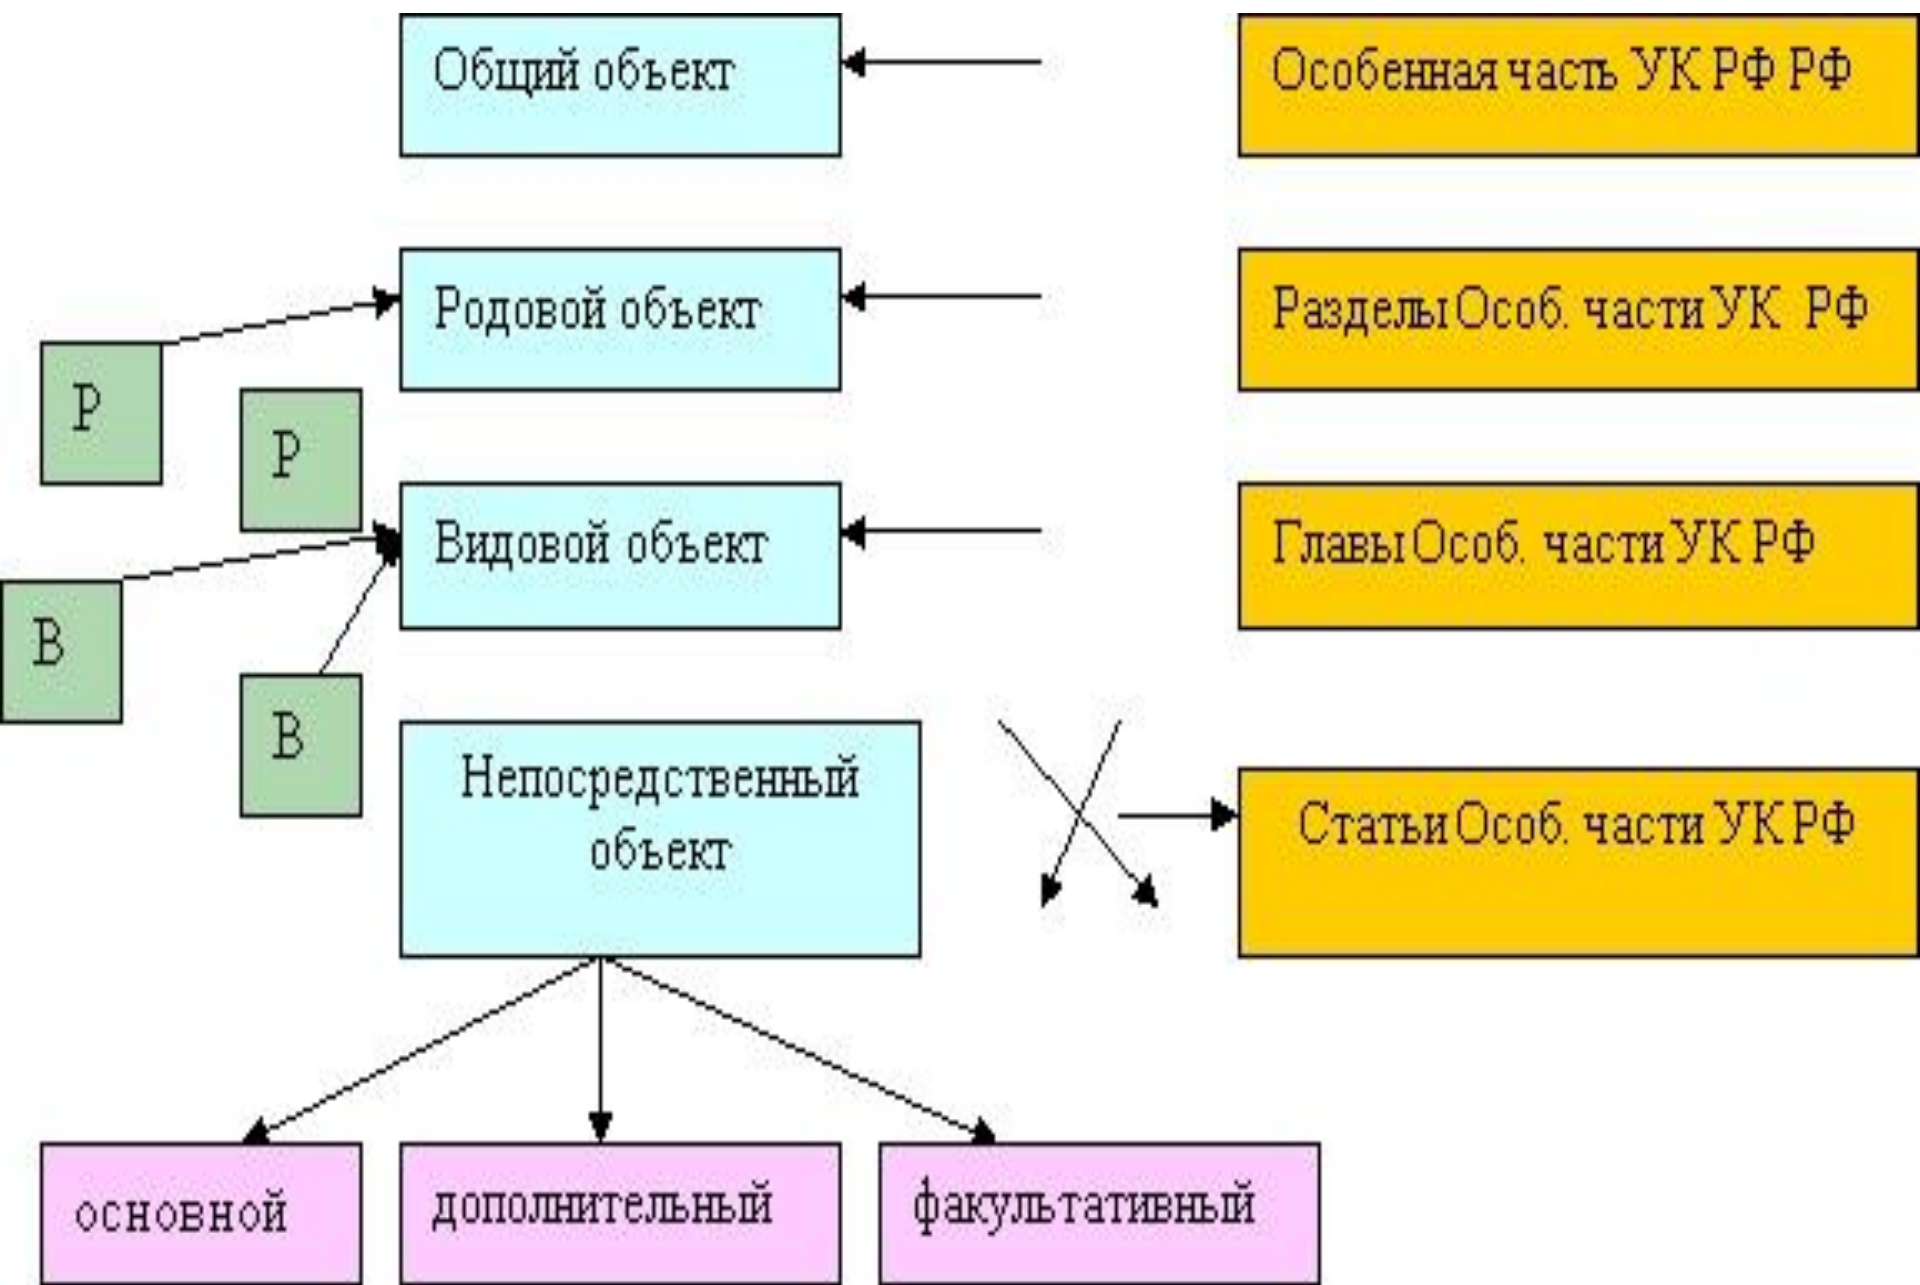 Общий объект
Особенная часть УК РФ РФ
Родовой объект
Разделы Особ. части УК РФ
Р
Р
Видовой объект
Главы Особ. части УК РФ
В
В
Непосредственный
объект
Статьи Особ. части УК РФ
основной
дополнительный
факультативный